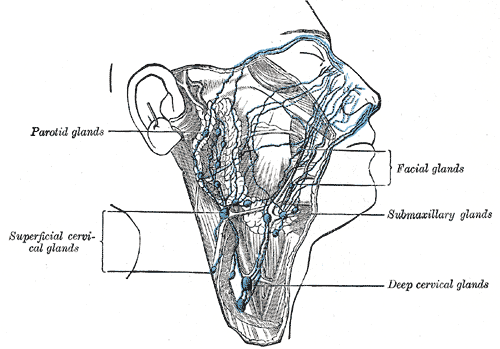 Parotid glands
Facial glands
Submaxillary glands
Superficial cervi-
cal glands
Deep cervical glands